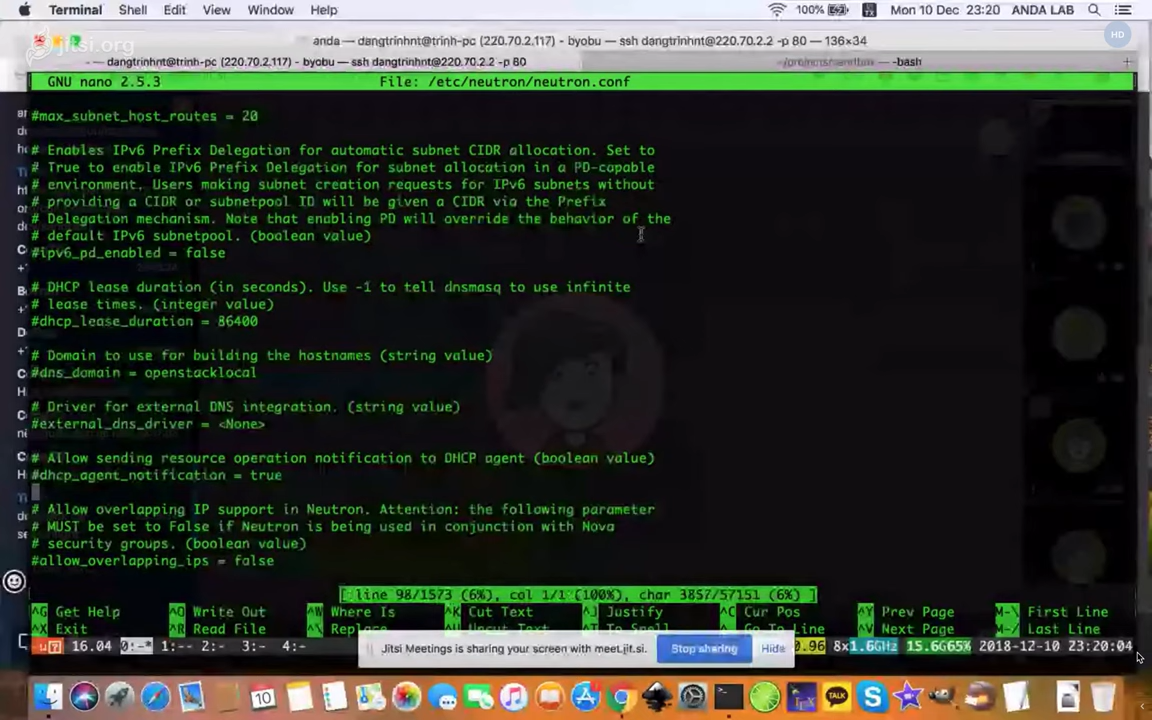 Terminal Shell Edit View Window Help 100% Mon 10 Dec 23:20 ANDA LAB
HD
jitsi.org
anda — dangtrinhnt@trinh-pc (220.70.2.117) - byobu — ssh dangtrinhnt@220.70.2.2 -p 80 — 136×34
- — dangtrinhnt@trinh-pc (220.70.2.117) - byobu — ssh dangtrinhnt@220.70.2.2 -p 80 -bash
GNU nano 2.5.3 File: /etc/neutron/neutron.conf
#max_subnet_host_routes = 20
# Enables IPv6 Prefix Delegation for automatic subnet CIDR allocation. Set to
# True to enable IPv6 Prefix Delegation for subnet allocation in a PD-capable
# environment. Users making subnet creation requests for IPv6 subnets without
# providing a CIDR or subnetpool ID will be given a CIDR via the Prefix
# Delegation mechanism. Note that enabling PD will override the behavior of the
# default IPv6 subnetpool. (boolean value)
#ipv6_pd_enabled = false
# DHCP lease duration (in seconds). Use -1 to tell dnsmasq to use infinite
# lease times. (integer value)
#dhcp_lease_duration = 86400
# Domain to use for building the hostnames (string value)
#dns_domain = openstacklocal
# Driver for external DNS integration. (string value)
#external_dns_driver = <None>
# Allow sending resource operation notification to DHCP agent (boolean value)
#dhcp_agent_notification = true
# Allow overlapping IP support in Neutron. Attention: the following parameter
# MUST be set to False if Neutron is being used in conjunction with Nova
# security groups. (boolean value)
#allow_overlapping_ips = false
[ line 98/1573 (6%), col 1/1 (100%), char 3857/57151 (6%) ]
^G Get Help ^O Write Out ^W Where Is ^K Cut Text ^J Justify ^C Cur Pos ^Y Prev Page M-\ First Line
^X Exit ^R Read File ^\ Replace ^U Uncut Text ^T To Spell ^_ Go To Line ^V Next Page M-/ Last Line
16.04 0:-* 1:-- 2:- 3:- 4:- 0.96 8x1.6GHz 15.6G65% 2018-12-10 23:20:04
Jitsi Meetings is sharing your screen with meet.jit.si. Stop sharing Hide
10 TALK